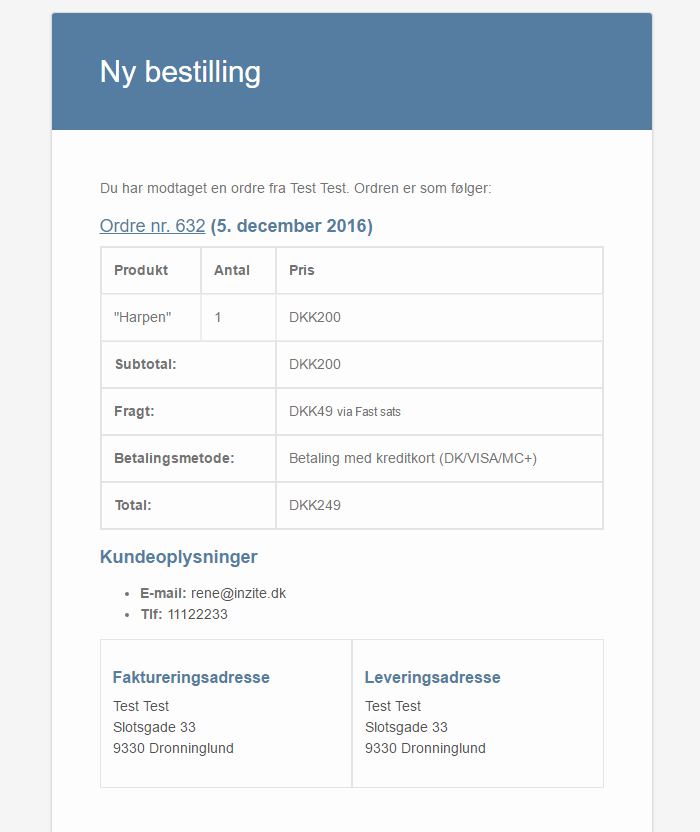 Ny bestilling
Du har modtaget en ordre fra Test Test. Ordren er som følger:
Ordre nr. 632 (5. december 2016)
Produkt Antal Pris
"Harpen" 1 DKK200
Subtotal: DKK200
Fragt: DKK49 via Fast sats
Betalingsmetode: Betaling med kreditkort (DK/VISA/MC+)
Total: DKK249
Kundeoplysninger
• E-mail: rene@inzite.dk
• Tlf: 11122233
Faktureringsadresse
Test Test
Slotsgade 33
9330 Dronninglund
Leveringsadresse
Test Test
Slotsgade 33
9330 Dronninglund